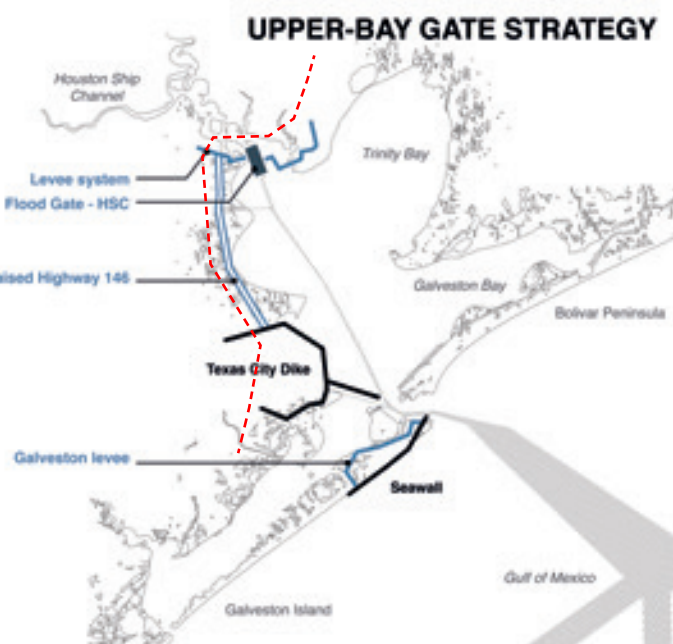 UPPER-BAY GATE STRATEGY
Houston Ship
Channel
Trinity Bay
Levee system
Flood Gate - HSC
aised Highway 146
Galveston Bay
Bolivar Peninsula
Texas City Dike
Galveston levee
Seawall
Gulf of Mexico
Galveston Island